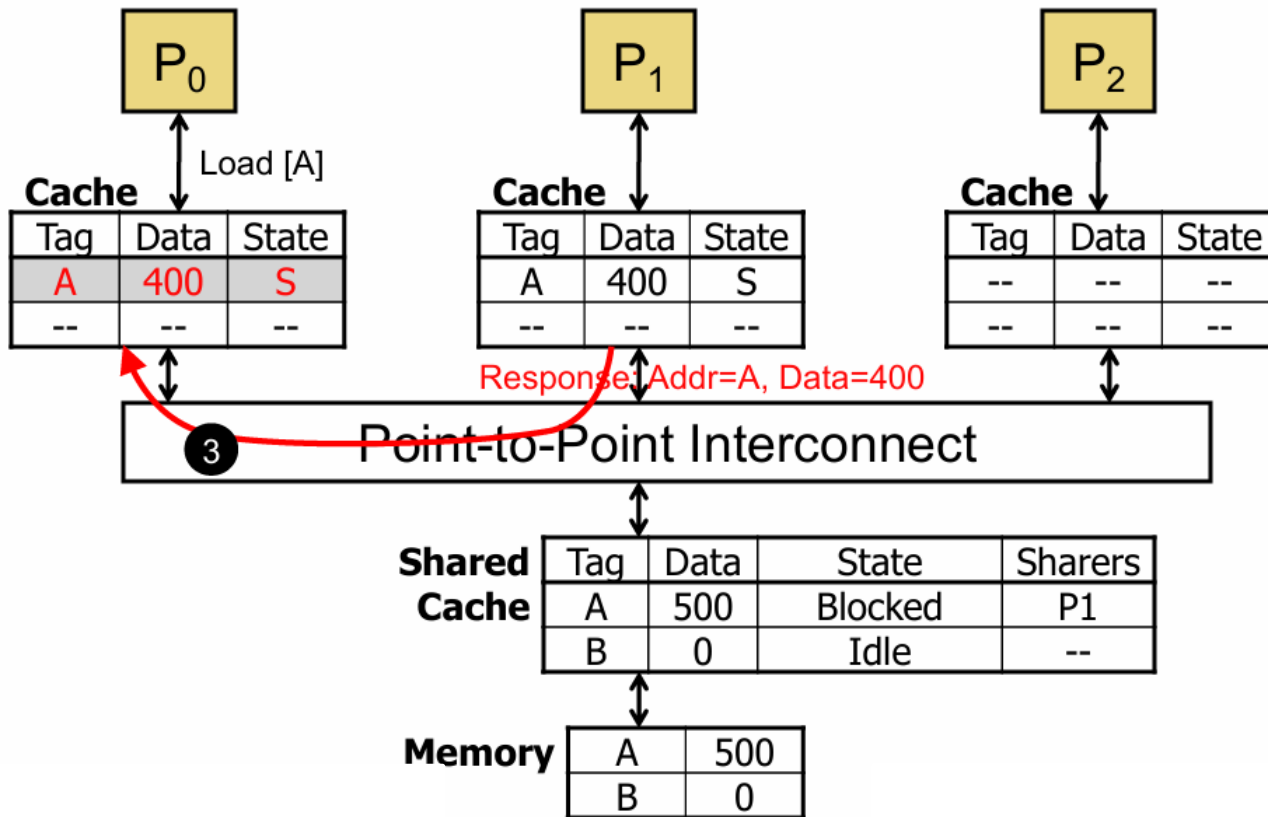 P0 P1 P2
Load [A]
Cache Cache Cache
Tag Data State Tag Data State Tag Data State
A 400 S A 400 S -- -- --
-- -- -- -- -- -- -- -- --
Response: Addr=A, Data=400
3 Point-to-Point Interconnect
Shared Tag Data State Sharers
Cache A 500 Blocked P1
B 0 Idle --
Memory A 500
B 0